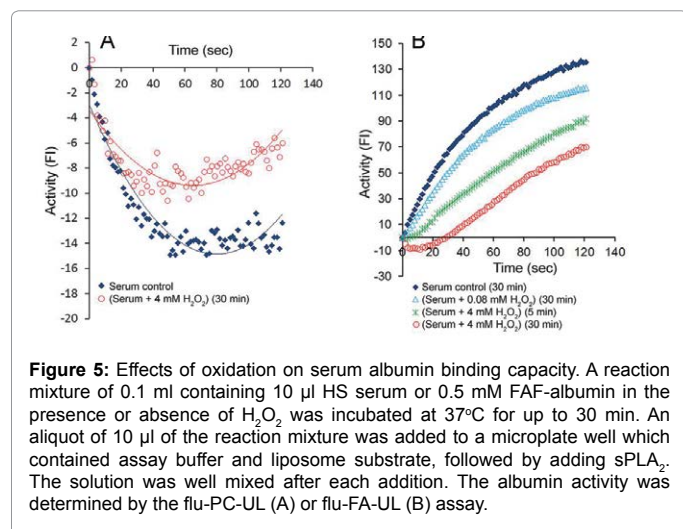 A
Time (sec)
2
0
-2
-4
-6
-8
-10
-12
-14
-16
-18
-20
0 20 40 60 80 100 120 140
Activity (FI)
Serum control
(Serum + 4 mM H₂O₂) (30 min)
B
150
130
110
90
70
50
30
10
-10
-30
0 20 40 60 80 100 120 140
Activity (FI)
Time (sec)
Serum control (30 min)
(Serum + 0.08 mM H₂O₂) (30 min)
(Serum + 4 mM H₂O₂) (5 min)
(Serum + 4 mM H₂O₂) (30 min)
Figure 5: Effects of oxidation on serum albumin binding capacity. A reaction
mixture of 0.1 ml containing 10 µl HS serum or 0.5 mM FAF-albumin in the
presence or absence of H₂O₂ was incubated at 37°C for up to 30 min. An
aliquot of 10 µl of the reaction mixture was added to a microplate well which
contained assay buffer and liposome substrate, followed by adding sPLA₂.
The solution was well mixed after each addition. The albumin activity was
determined by the flu-PC-UL (A) or flu-FA-UL (B) assay.